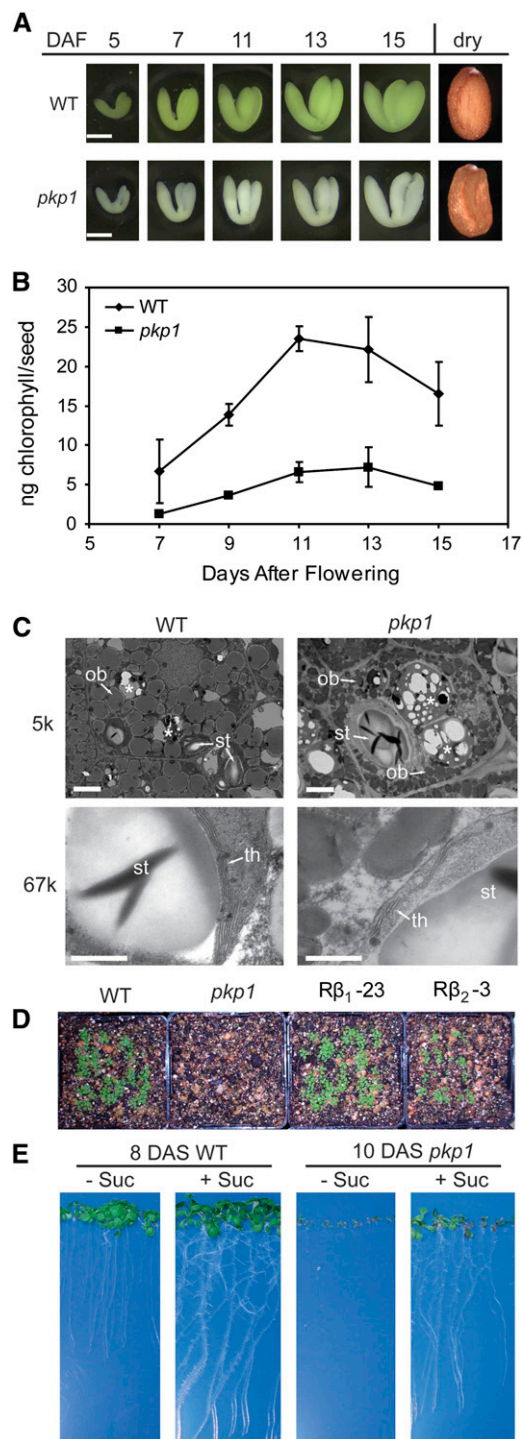 A
DAF 5 7 11 13 15 dry
WT
pkp1
B
30
25
20
15
10
5
0
ng chlorophyll/seed
WT
pkp1
5 7 9 11 13 15 17
Days After Flowering
C
WT pkp1
5k
ob * * st
ob * st * ob
67k
st th
th st
D
WT pkp1 Rβ₁-23 Rβ₂-3
E
8 DAS WT 10 DAS pkp1
- Suc + Suc - Suc + Suc